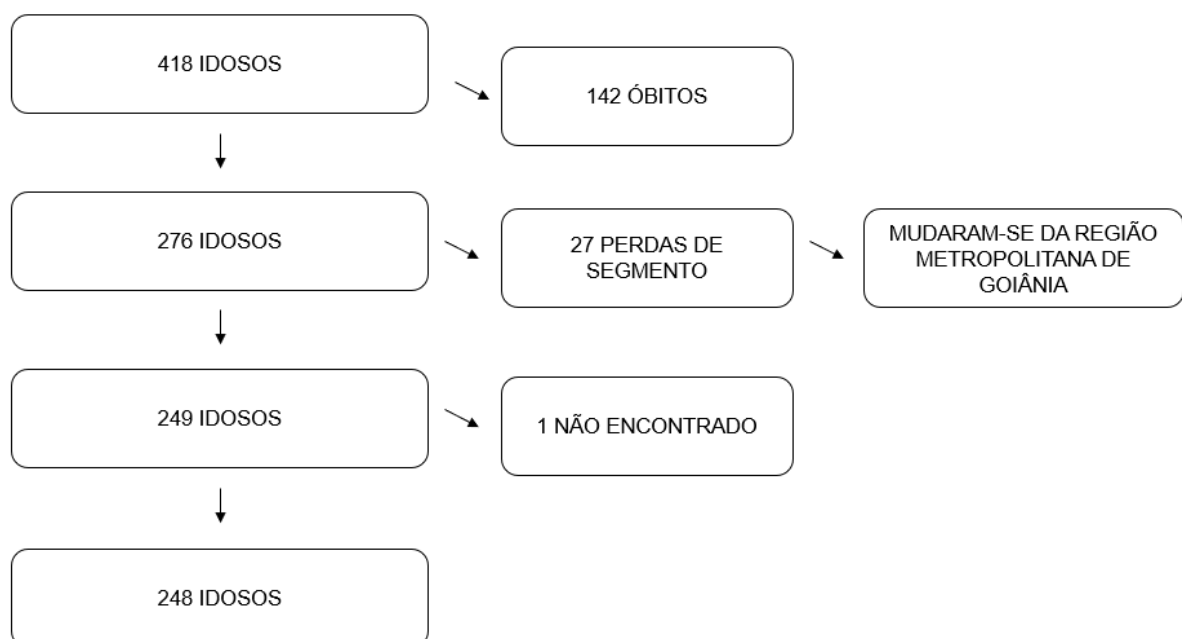 418 IDOSOS
142 ÓBITOS
276 IDOSOS
27 PERDAS DE
SEGMENTO
MUDARAM-SE DA REGIÃO
METROPOLITANA DE
GOIÂNIA
249 IDOSOS
1 NÃO ENCONTRADO
248 IDOSOS